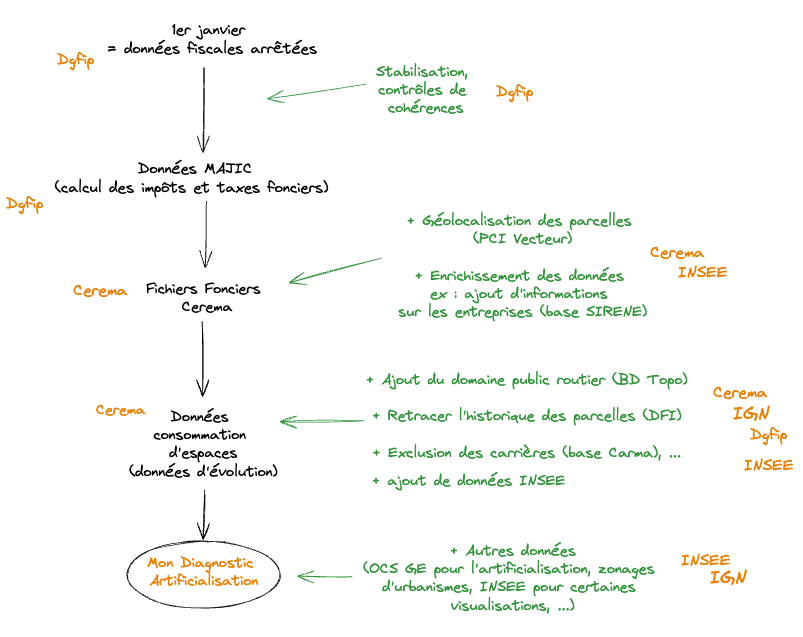 1er janvier
= données fiscales arrêtées
Dgfip
Stabilisation,
contrôles de
cohérences
Dgfip
Données MAJIC
(calcul des impôts et taxes fonciers)
Dgfip
+ Géolocalisation des parcelles
(PCI Vecteur)
Cerema
INSEE
+ Enrichissement des données
ex : ajout d'informations
sur les entreprises (base SIRENE)
Cerema
Fichiers Fonciers
Cerema
+ Ajout du domaine public routier (BD Topo)
Cerema
IGN
Dgfip
INSEE
+ Retracer l'historique des parcelles (DFI)
+ Exclusion des carrières (base Carma), ...
+ ajout de données INSEE
Cerema
Données
consommation
d'espaces
(données d'évolution)
Mon Diagnostic
Artificialisation
+ Autres données
(OCS GE pour l'artificialisation, zonages
d'urbanismes, INSEE pour certaines
visualisations, ...)
INSEE
IGN